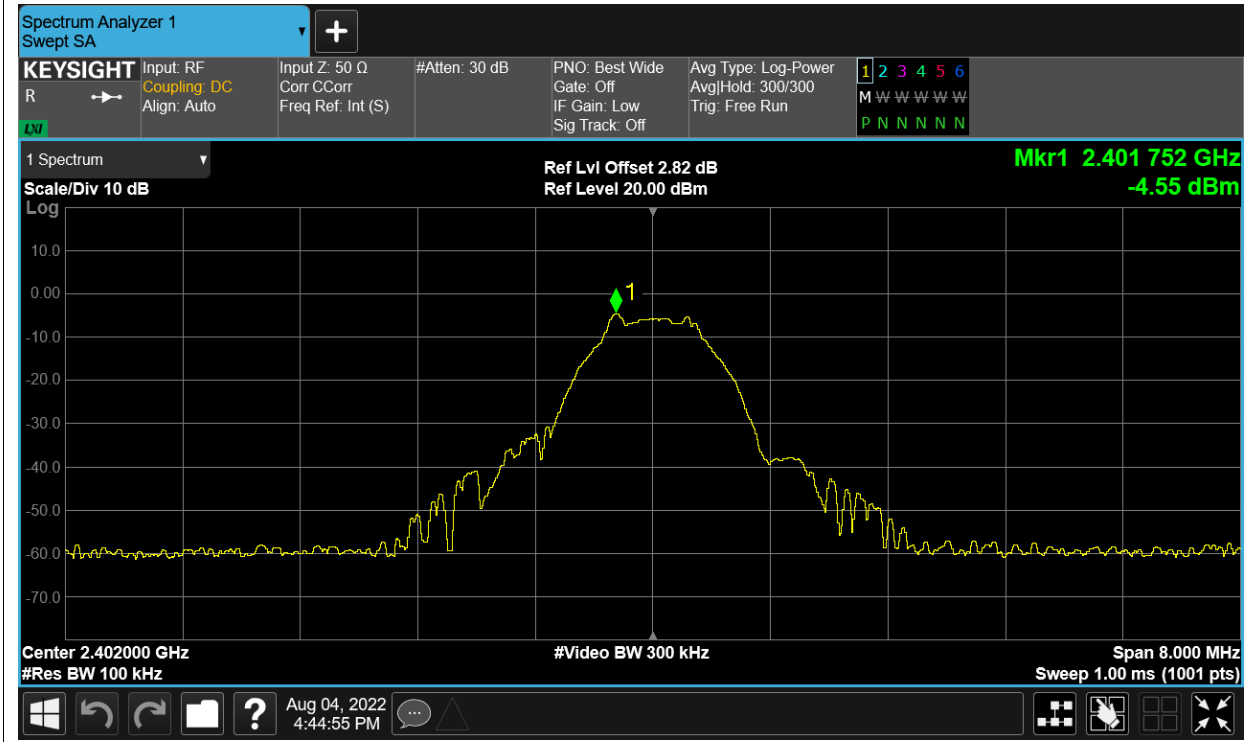 Spectrum Analyzer 1
Swept SA
KEYSIGHT
R
LXI
Input: RF
Coupling: DC
Align: Auto
Input Z: 50 Ω
Corr CCorr
Freq Ref: Int (S)
#Atten: 30 dB
PNO: Best Wide
Gate: Off
IF Gain: Low
Sig Track: Off
Avg Type: Log-Power
Avg|Hold: 300/300
Trig: Free Run
1 2 3 4 5 6
M W W W W W
P N N N N N
1 Spectrum
Scale/Div 10 dB
Log
Ref Lvl Offset 2.82 dB
Ref Level 20.00 dBm
Mkr1 2.401 752 GHz
-4.55 dBm
1
10.0
0.00
-10.0
-20.0
-30.0
-40.0
-50.0
-60.0
-70.0
Center 2.402000 GHz
#Video BW 300 kHz
Span 8.000 MHz
#Res BW 100 kHz
Sweep 1.00 ms (1001 pts)
?
Aug 04, 2022
4:44:55 PM